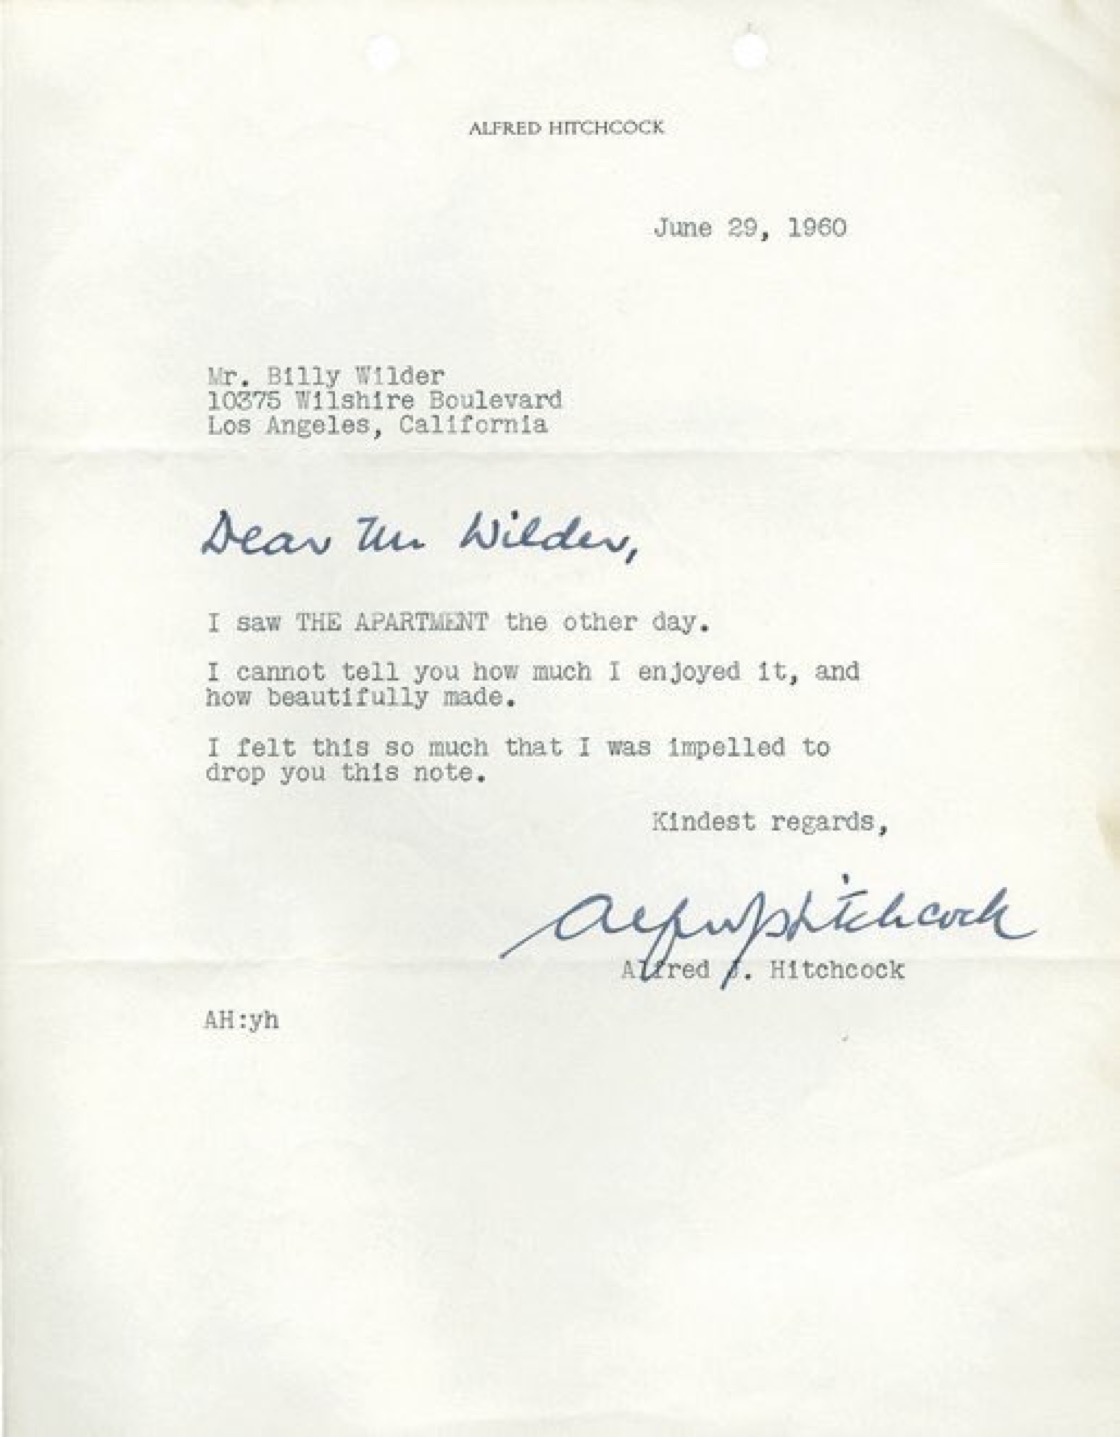 ALFRED HITCHCOCK
June 29, 1960
Mr. Billy Wilder
10375 Wilshire Boulevard
Los Angeles, California
Dear Mr Wilder,
I saw THE APARTMENT the other day.
I cannot tell you how much I enjoyed it, and
how beautifully made.
I felt this so much that I was impelled to
drop you this note.
Kindest regards,
Alfred J Hitchcock
Alfred J. Hitchcock
AH:yh